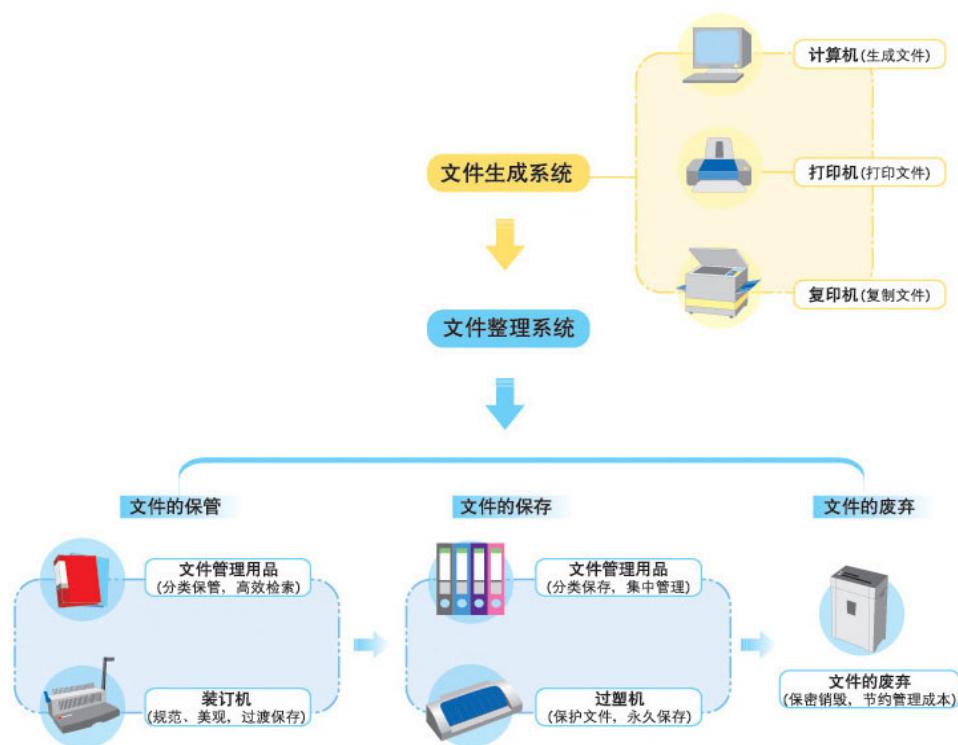 计算机(生成文件)
文件生成系统
打印机(打印文件)
复印机(复制文件)
文件整理系统
文件的保管
文件的保存
文件的废弃
文件管理用品
(分类保管，高效检索)
文件管理用品
(分类保存，集中管理)
装订机
(规范、美观，过渡保存)
过塑机
(保护文件，永久保存)
文件的废弃
(保密销毁，节约管理成本)